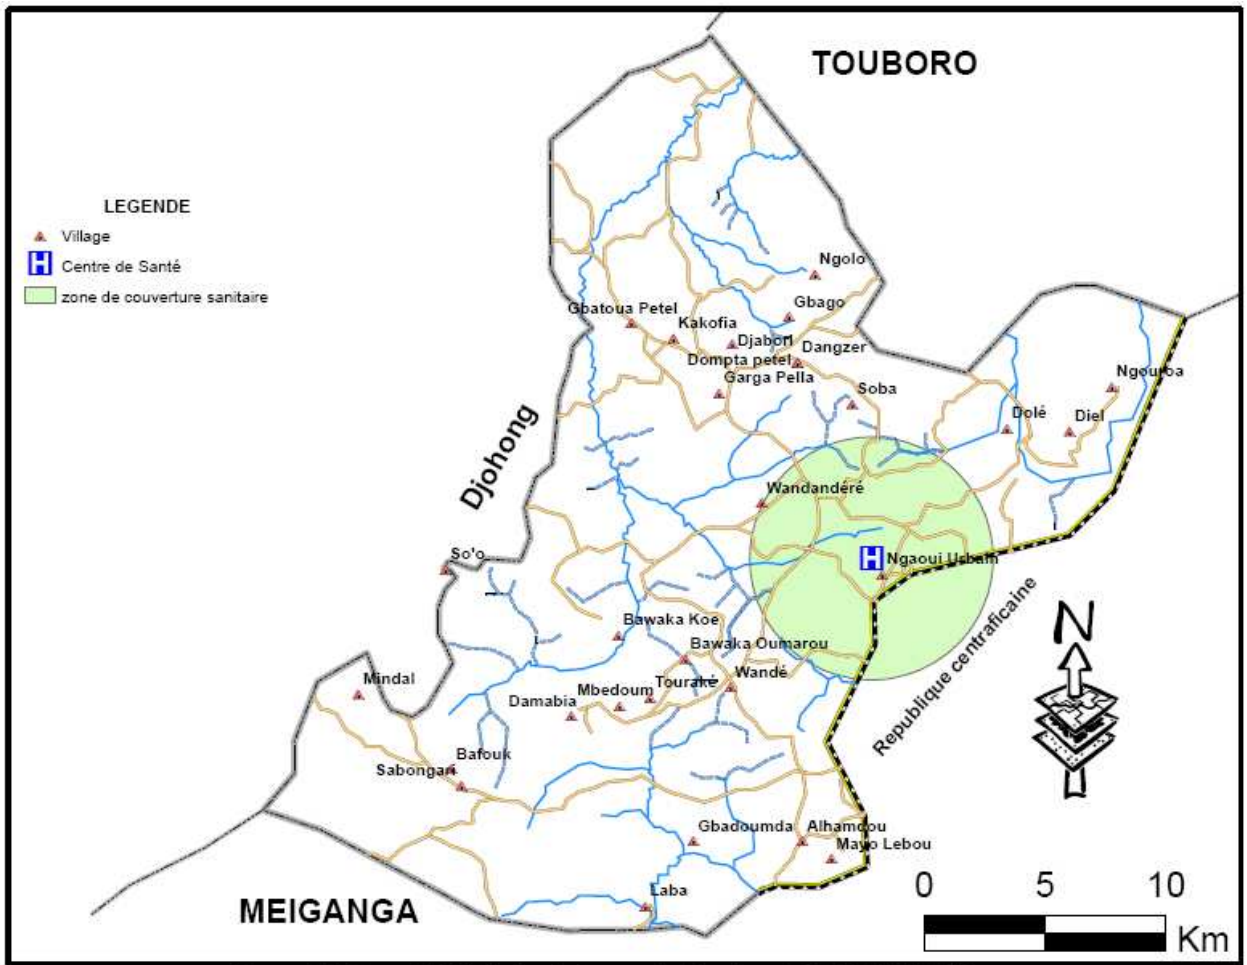 TOUBORO
LEGENDE
Village
H Centre de Santé
zone de couverture sanitaire
Ngolo
Gbago
Gbatoua Petel
Kakofia
Djabori
Dangzer
Dompta petel
Garga Pella
Soba
Ngouroa
Dolé
Diel
Djohong
Wandandéré
So'o
H
Ngaoui Urbain
Republique centraficaine
N
Bawaka Koe
Bawaka Oumarou
Mindal
Damabia
Mbedoum
Touraké
Wandé
Bafouk
Sabongari
Gbadoumda
Alhamdou
Mayo Lebou
Laba
MEIGANGA
0 5 10
Km